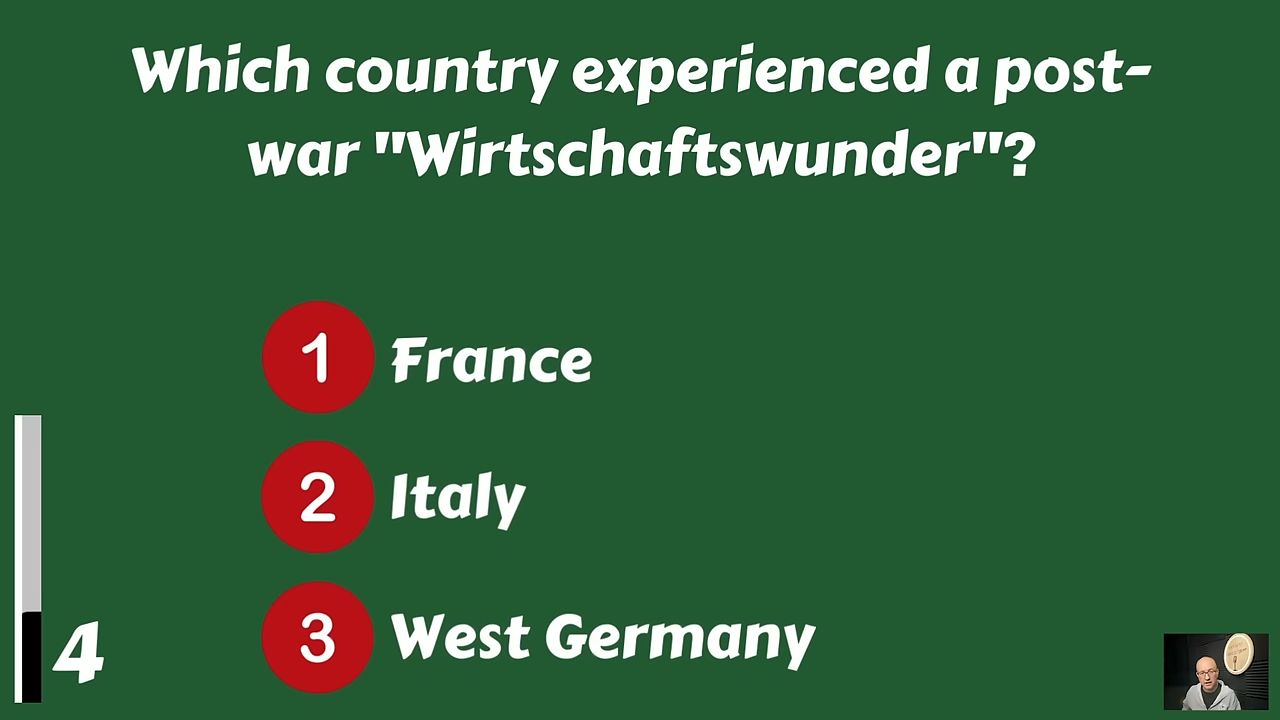 Which country experienced a post-
war "Wirtschaftswunder"?
1 France
2 Italy
3 West Germany
4